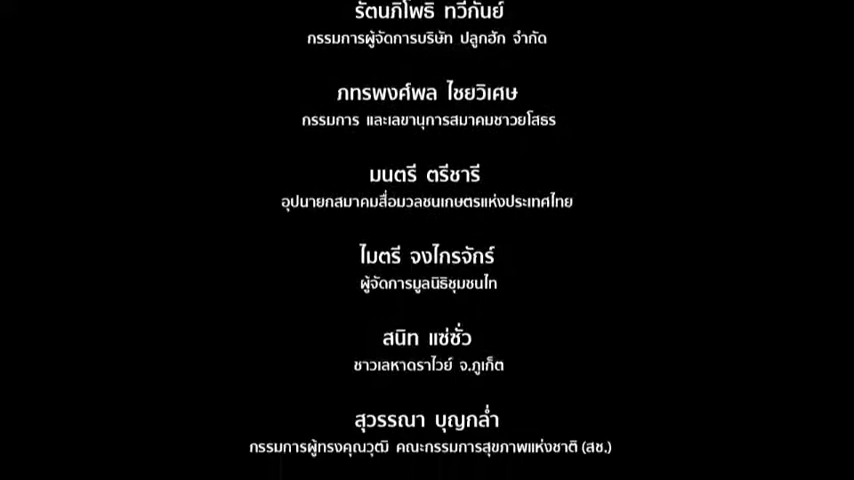 รัตนภิโพธิ ทวีกันย์
กรรมการผู้จัดการบริษัท ปลูกฮัก จำกัด
ภทรพงศ์พล ไชยวิเศษ
กรรมการ และเลขานุการสมาคมชาวยโสธร
มนตรี ตรีชารี
อุปนายกสมาคมสื่อมวลชนเกษตรแห่งประเทศไทย
ไมตรี จงไกรจักร์
ผู้จัดการมูลนิธิชุมชนไท
สนิท แซ่ซั่ว
ชาวเลหาดราไวย์ จ.ภูเก็ต
สุวรรณา บุญกล่ำ
กรรมการผู้ทรงคุณวุฒิ คณะกรรมการสุขภาพแห่งชาติ (สช.)